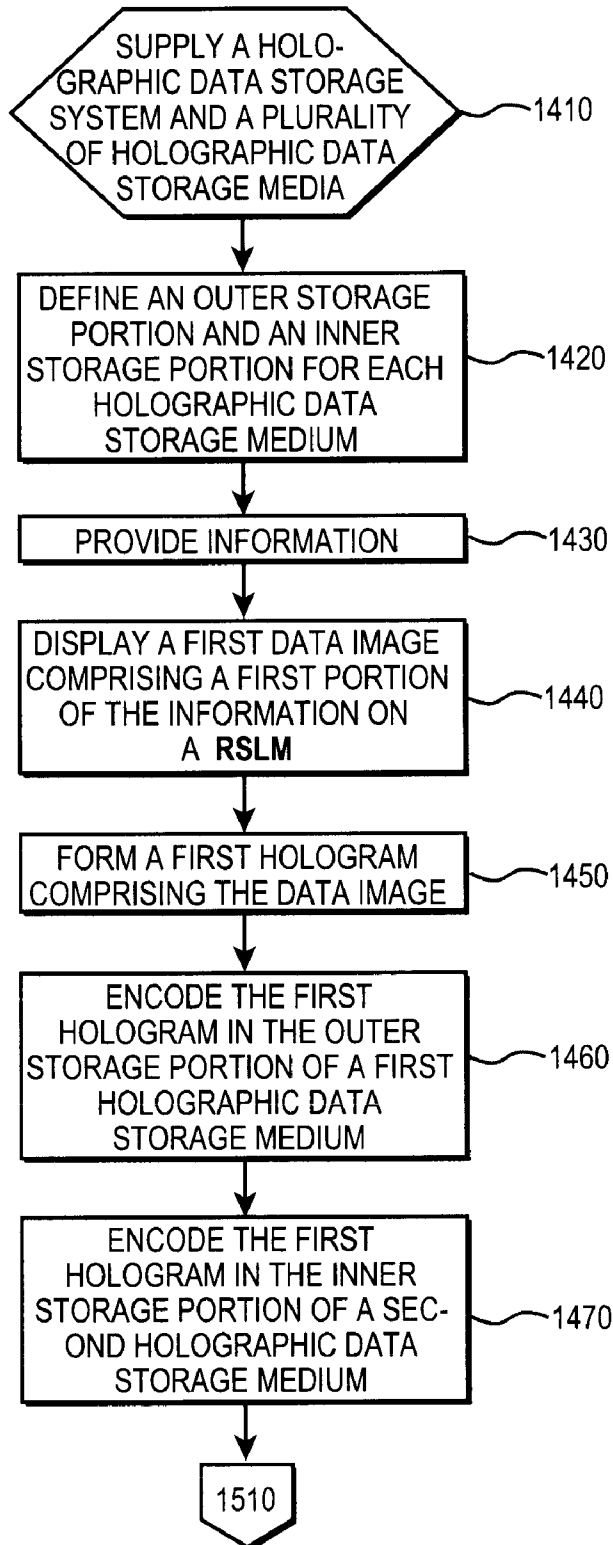 SUPPLY A HOLO-
GRAPHIC DATA STORAGE
SYSTEM AND A PLURALITY
OF HOLOGRAPHIC DATA
STORAGE MEDIA
1410
DEFINE AN OUTER STORAGE
PORTION AND AN INNER
STORAGE PORTION FOR EACH
HOLOGRAPHIC DATA
STORAGE MEDIUM
1420
PROVIDE INFORMATION
1430
DISPLAY A FIRST DATA IMAGE
COMPRISING A FIRST PORTION
OF THE INFORMATION ON
A RSLM
1440
FORM A FIRST HOLOGRAM
COMPRISING THE DATA IMAGE
1450
ENCODE THE FIRST
HOLOGRAM IN THE OUTER
STORAGE PORTION OF A FIRST
HOLOGRAPHIC DATA
STORAGE MEDIUM
1460
ENCODE THE FIRST
HOLOGRAM IN THE INNER
STORAGE PORTION OF A SEC-
OND HOLOGRAPHIC DATA
STORAGE MEDIUM
1470
1510